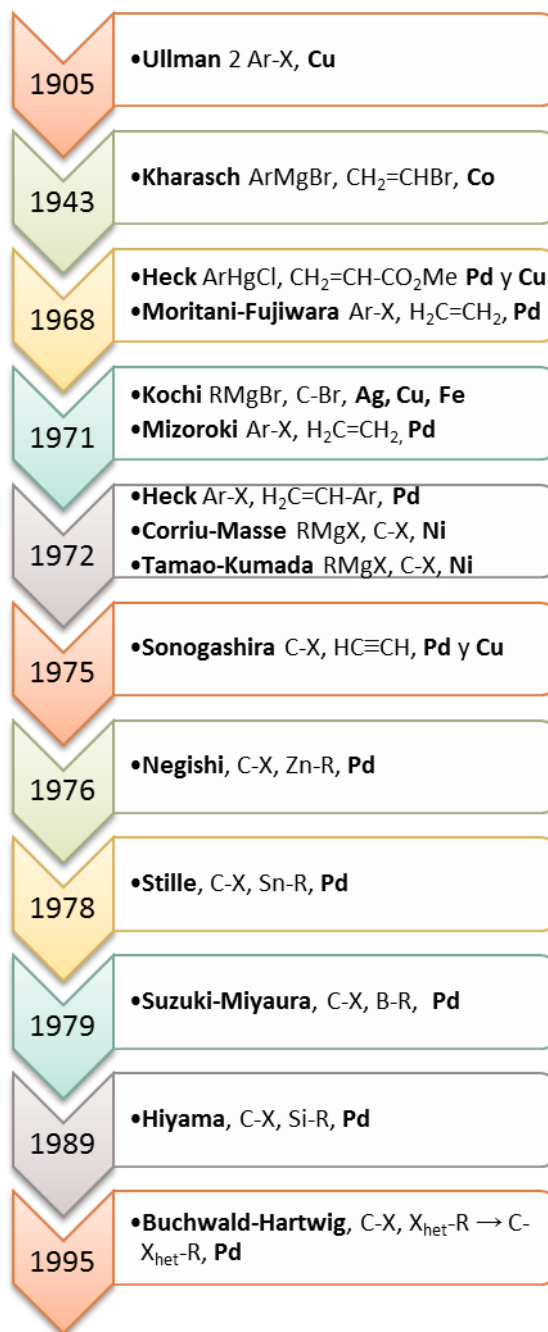 1905
•Ullman 2 Ar-X, Cu
1943
•Kharasch ArMgBr, CH₂=CHBr, Co
1968
•Heck ArHgCl, CH₂=CH-CO₂Me Pd y Cu
•Moritani-Fujiwara Ar-X, H₂C=CH₂, Pd
1971
•Kochi RMgBr, C-Br, Ag, Cu, Fe
•Mizoroki Ar-X, H₂C=CH₂, Pd
1972
•Heck Ar-X, H₂C=CH-Ar, Pd
•Corriu-Masse RMgX, C-X, Ni
•Tamao-Kumada RMgX, C-X, Ni
1975
•Sonogashira C-X, HC≡CH, Pd y Cu
1976
•Negishi, C-X, Zn-R, Pd
1978
•Stille, C-X, Sn-R, Pd
1979
•Suzuki-Miyaura, C-X, B-R, Pd
1989
•Hiyama, C-X, Si-R, Pd
1995
•Buchwald-Hartwig, C-X, Xhet-R → C-
Xhet-R, Pd